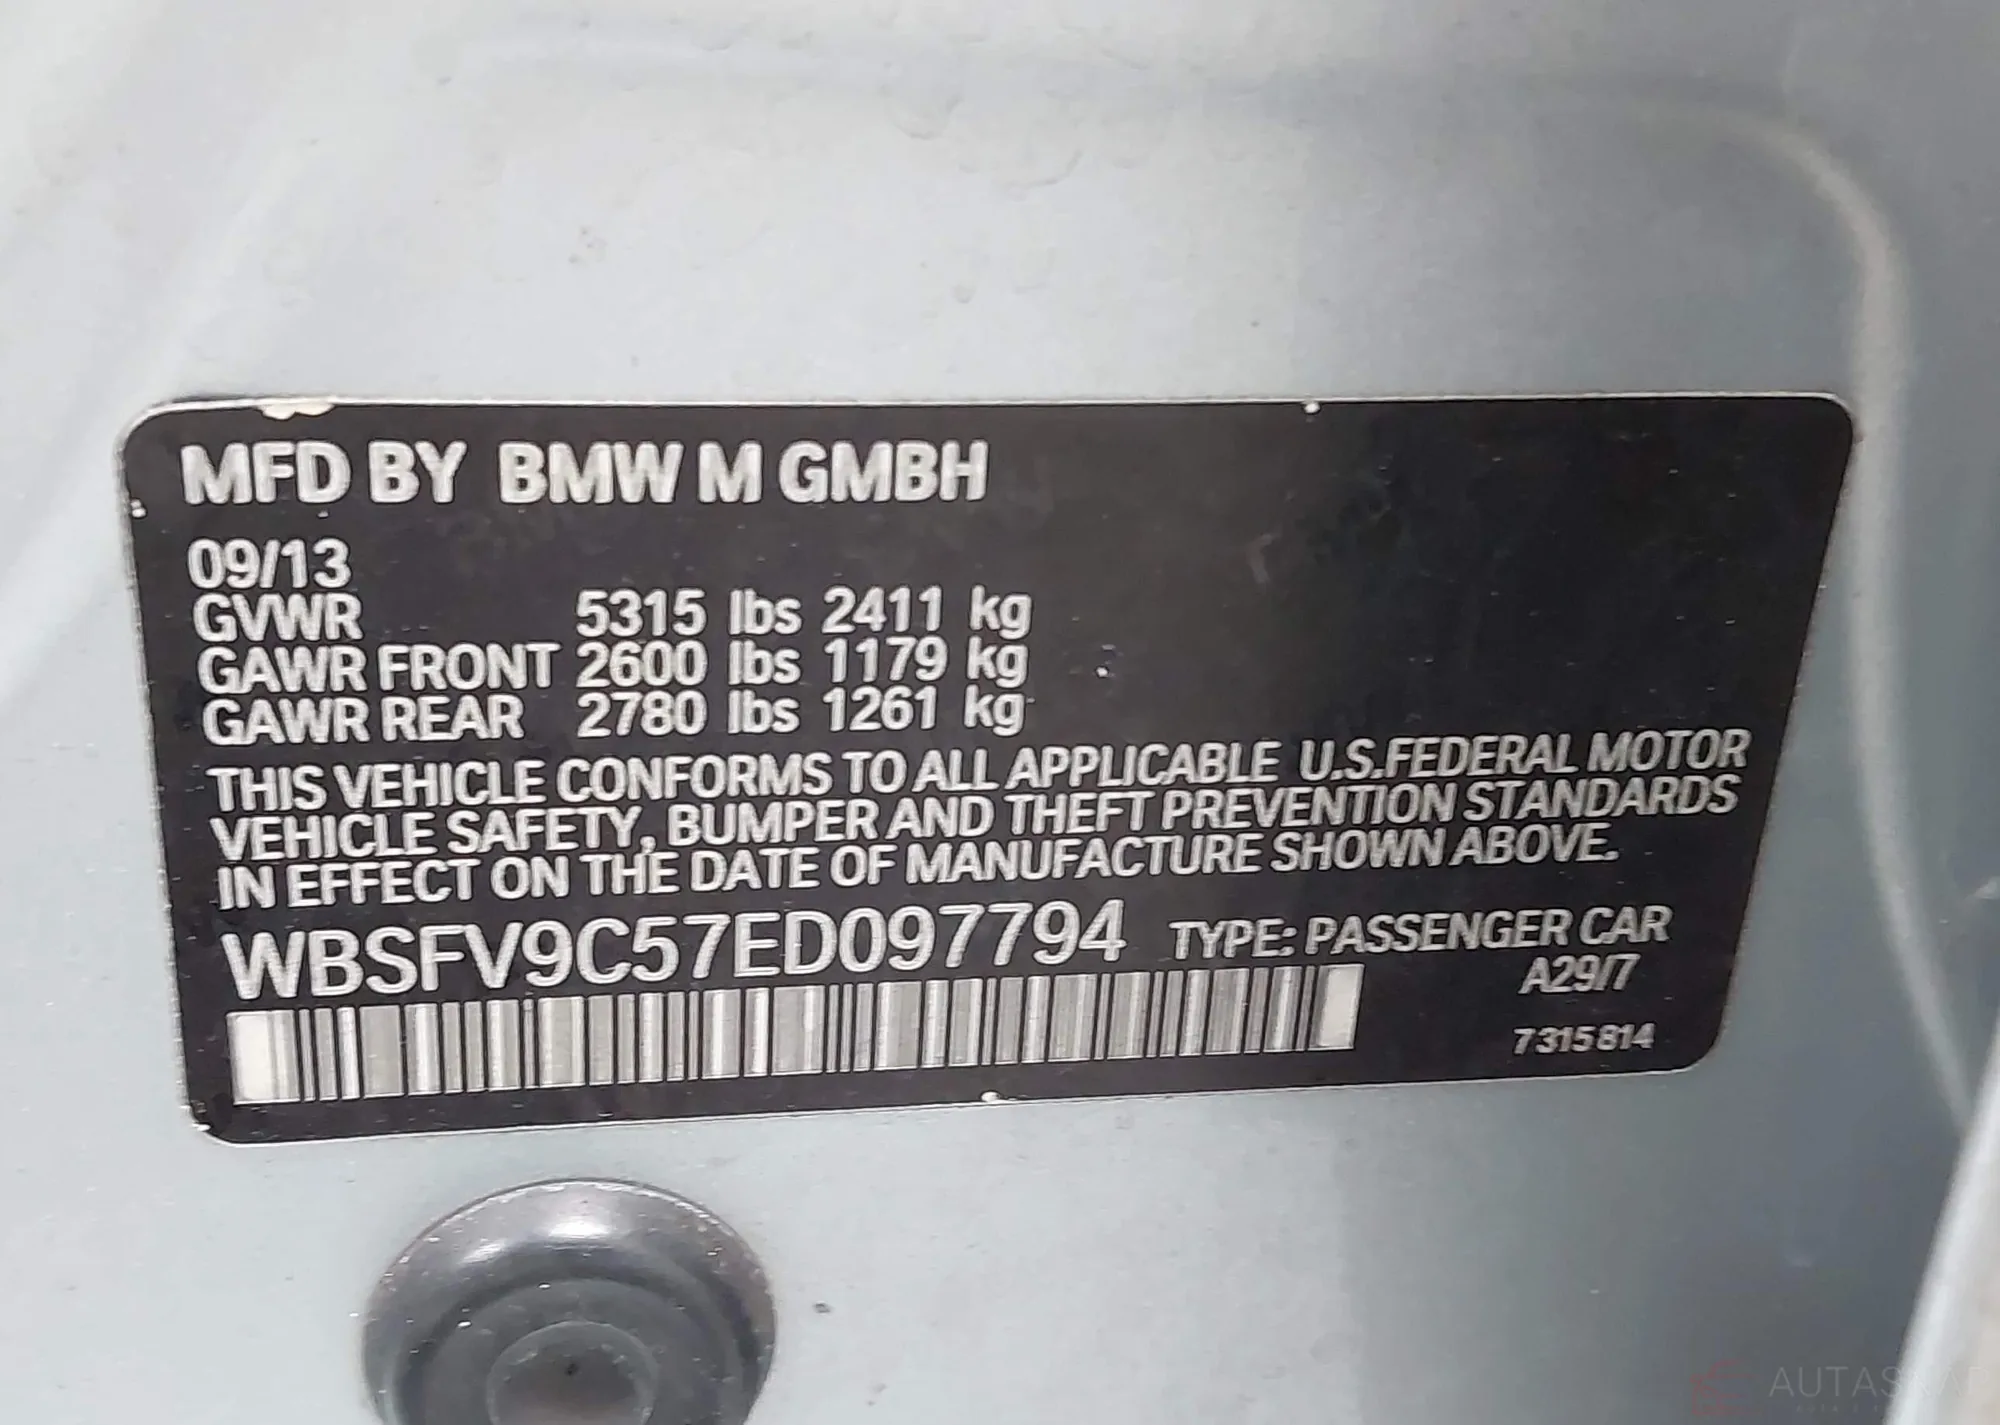 MFD BY BMW M GMBH
09/13
GVWR 5315 lbs 2411 kg
GAWR FRONT 2600 lbs 1179 kg
GAWR REAR 2780 lbs 1261 kg
THIS VEHICLE CONFORMS TO ALL APPLICABLE U.S.FEDERAL MOTOR
VEHICLE SAFETY, BUMPER AND THEFT PREVENTION STANDARDS
IN EFFECT ON THE DATE OF MANUFACTURE SHOWN ABOVE.
WBSFV9C57ED097794 TYPE: PASSENGER CAR
A29/7
7315814